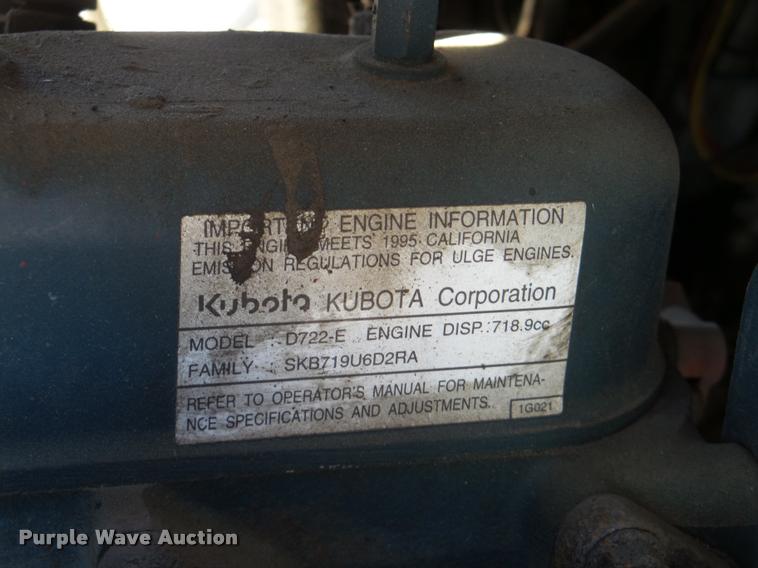 IMPORTANT ENGINE INFORMATION
THIS ENGINE MEETS 1995 CALIFORNIA
EMISSION REGULATIONS FOR ULGE ENGINES.
Kubota KUBOTA Corporation
MODEL : D722-E ENGINE DISP.:718.9cc
FAMILY : SKB719U6D2RA
REFER TO OPERATOR'S MANUAL FOR MAINTENA-
NCE SPECIFICATIONS AND ADJUSTMENTS.
1G021
Purple Wave Auction